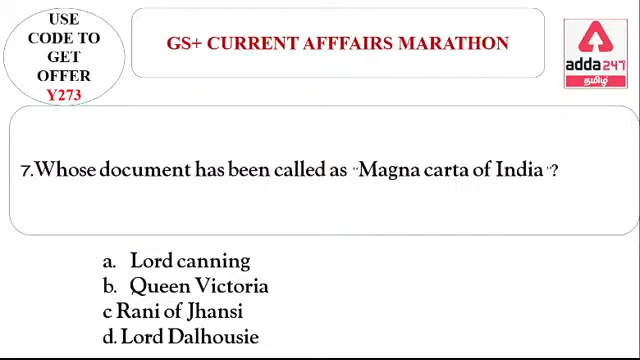 USE
CODE TO
GET
OFFER
Y273
GS+ CURRENT AFFFAIRS MARATHON
adda247
தமிழ்
7.Whose document has been called as “Magna carta of India”?
a. Lord canning
b. Queen Victoria
c Rani of Jhansi
d. Lord Dalhousie